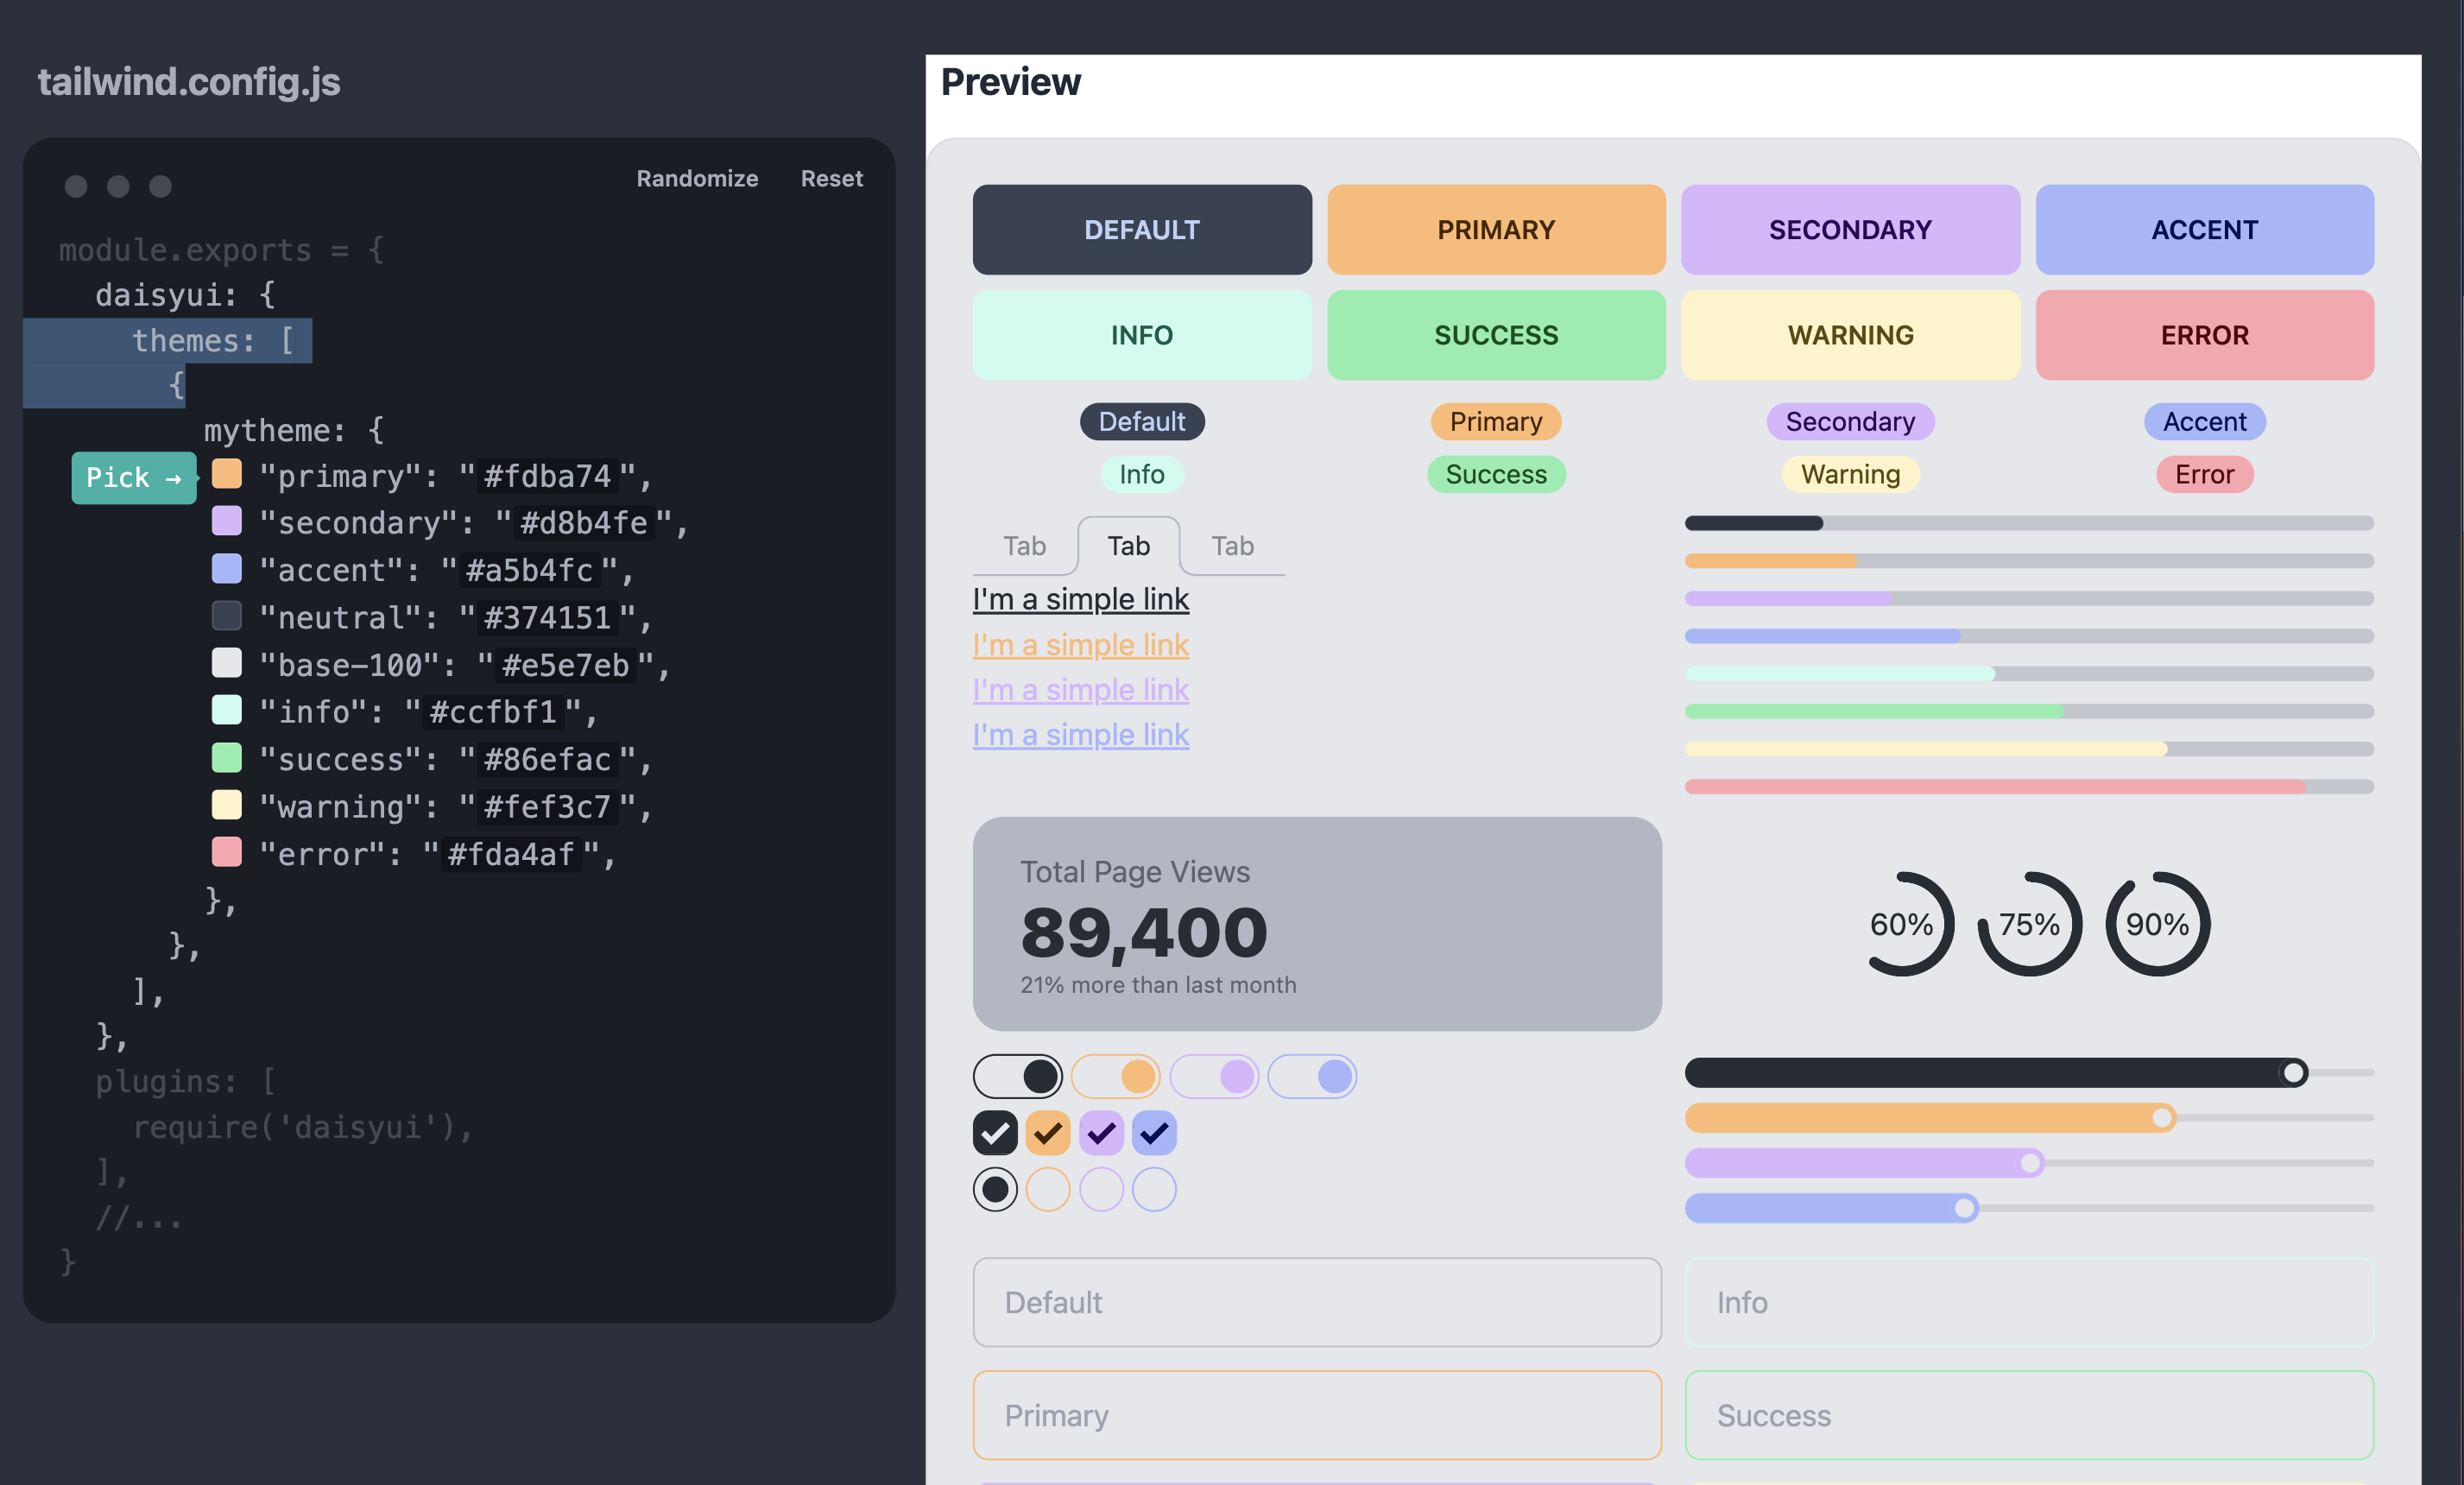 tailwind.config.js
Randomize Reset
module.exports = {
daisyui: {
themes: [
{
mytheme: {
Pick →
"primary": "#fdba74",
"secondary": "#d8b4fe",
"accent": "#a5b4fc",
"neutral": "#374151",
"base-100": "#e5e7eb",
"info": "#ccfbf1",
"success": "#86efac",
"warning": "#fef3c7",
"error": "#fda4af",
},
},
],
},
plugins: [
require('daisyui'),
],
//...
}
Preview
DEFAULT PRIMARY SECONDARY ACCENT
INFO SUCCESS WARNING ERROR
Default Primary Secondary Accent
Info Success Warning Error
Tab Tab Tab
I'm a simple link
I'm a simple link
I'm a simple link
I'm a simple link
Total Page Views
89,400
21% more than last month
60% 75% 90%
Default Info
Primary Success